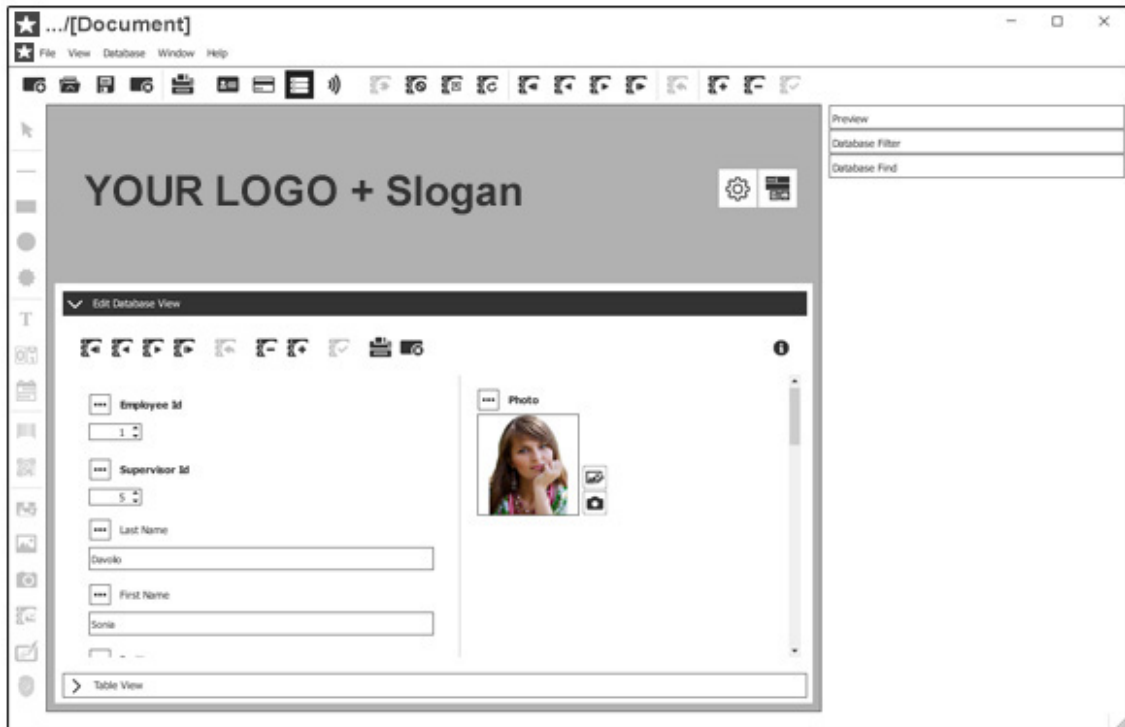 .../[Document]
File View Database Window Help
Preview
Database Filter
Database Find
YOUR LOGO + Slogan
Edit Database View
Employee Id
1
Supervisor Id
5
Last Name
Davolio
First Name
Sonia
Photo
Table View